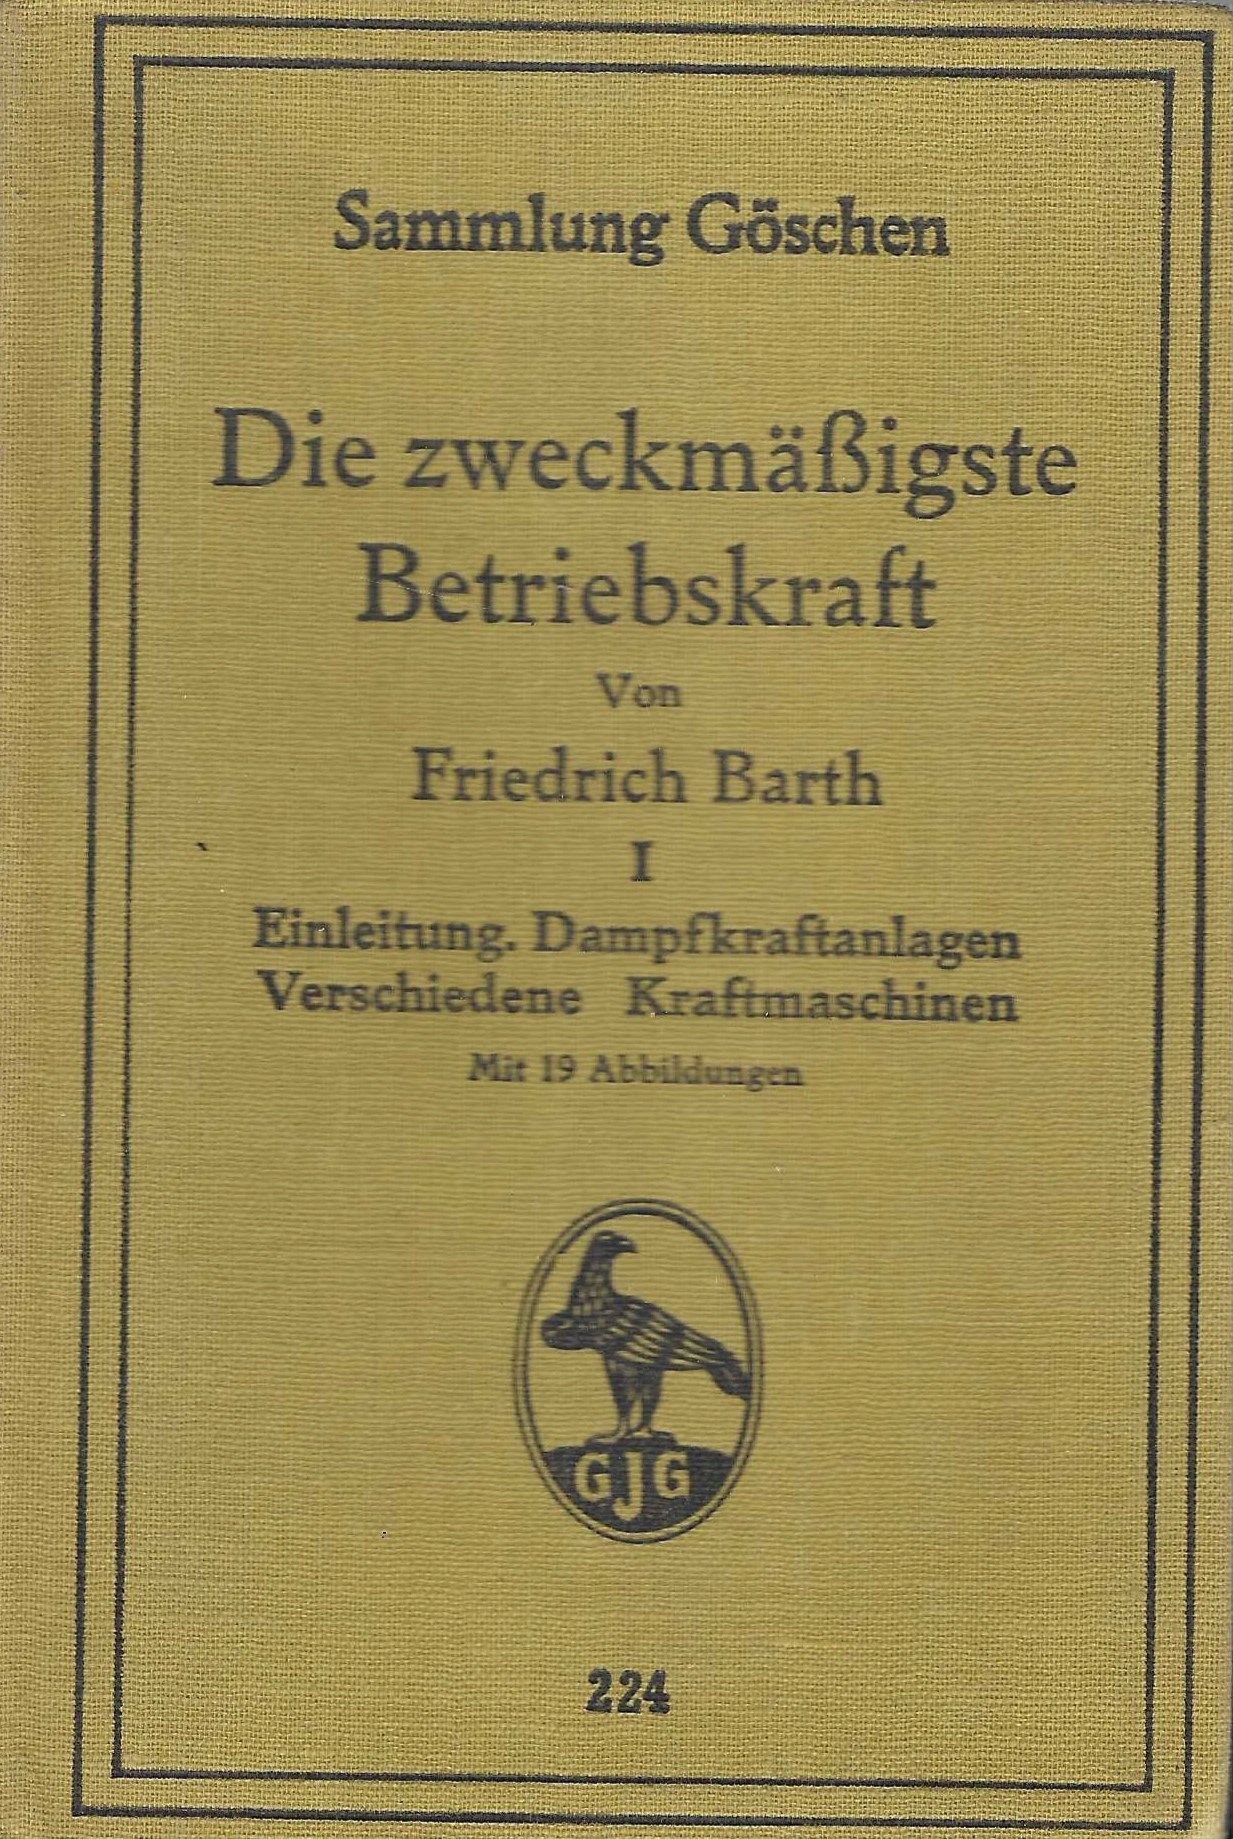 Sammlung Göschen
Die zweckmäßigste
Betriebskraft
Von
Friedrich Barth
I
Einleitung. Dampfkraftanlagen
Verschiedene Kraftmaschinen
Mit 19 Abbildungen
GJG
224